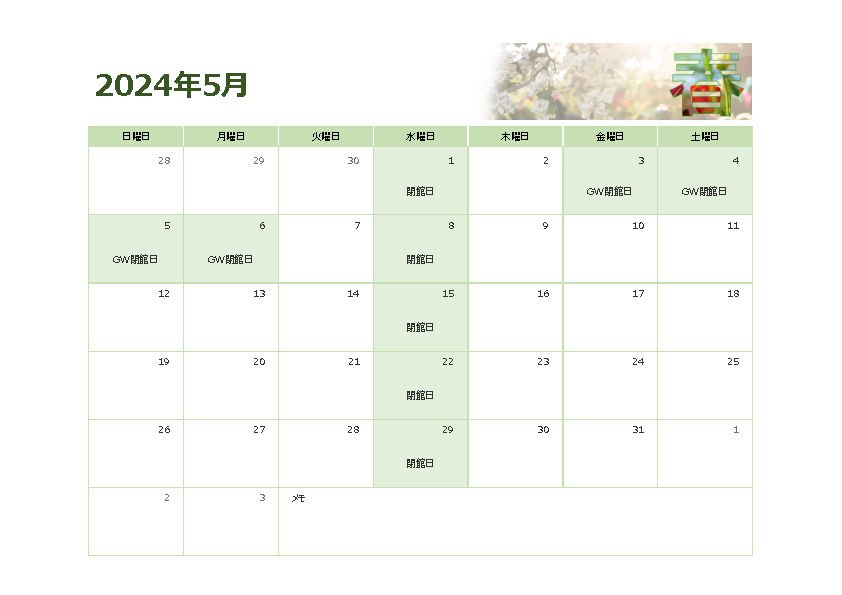 2024年5月
春
日曜日 月曜日 火曜日 水曜日 木曜日 金曜日 土曜日
28 29 30 1 2 3 4
閉館日 GW閉館日 GW閉館日
5 6 7 8 9 10 11
GW閉館日 GW閉館日 閉館日
12 13 14 15 16 17 18
閉館日
19 20 21 22 23 24 25
閉館日
26 27 28 29 30 31 1
閉館日
2 3 メモ